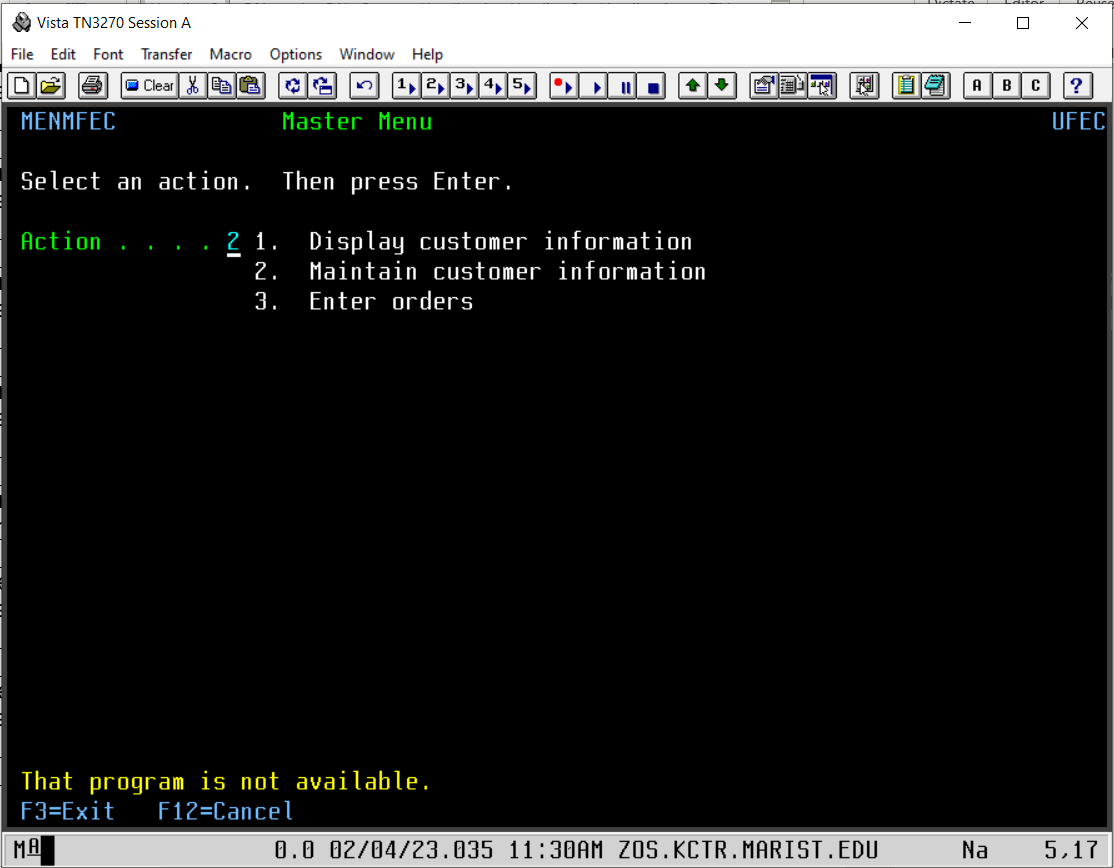 Vista TN3270 Session A
File Edit Font Transfer Macro Options Window Help
Clear 1 2 3 4 5 A B C ?
MENMFEC Master Menu UFEC
Select an action. Then press Enter.
Action . . . . 2 1. Display customer information
2. Maintain customer information
3. Enter orders
That program is not available.
F3=Exit F12=Cancel
MA 0.0 02/04/23.035 11:30AM ZOS.KCTR.MARIST.EDU Na 5,17